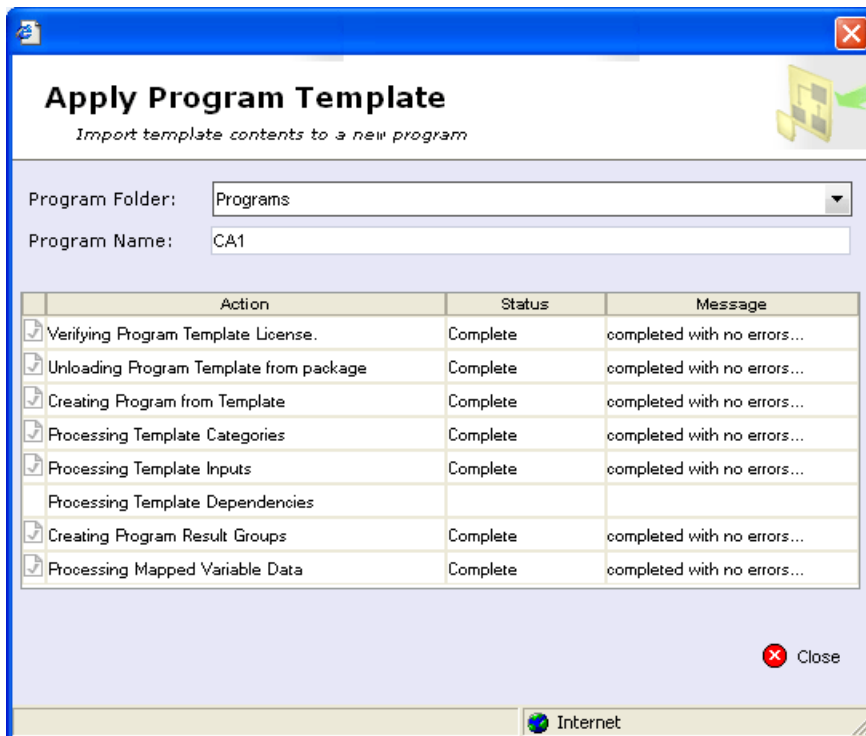 Apply Program Template
Import template contents to a new program
Program Folder: Programs
Program Name: CA1
Action Status Message
Verifying Program Template License. Complete completed with no errors...
Unloading Program Template from package Complete completed with no errors...
Creating Program from Template Complete completed with no errors...
Processing Template Categories Complete completed with no errors...
Processing Template Inputs Complete completed with no errors...
Processing Template Dependencies
Creating Program Result Groups Complete completed with no errors...
Processing Mapped Variable Data Complete completed with no errors...
Close
Internet